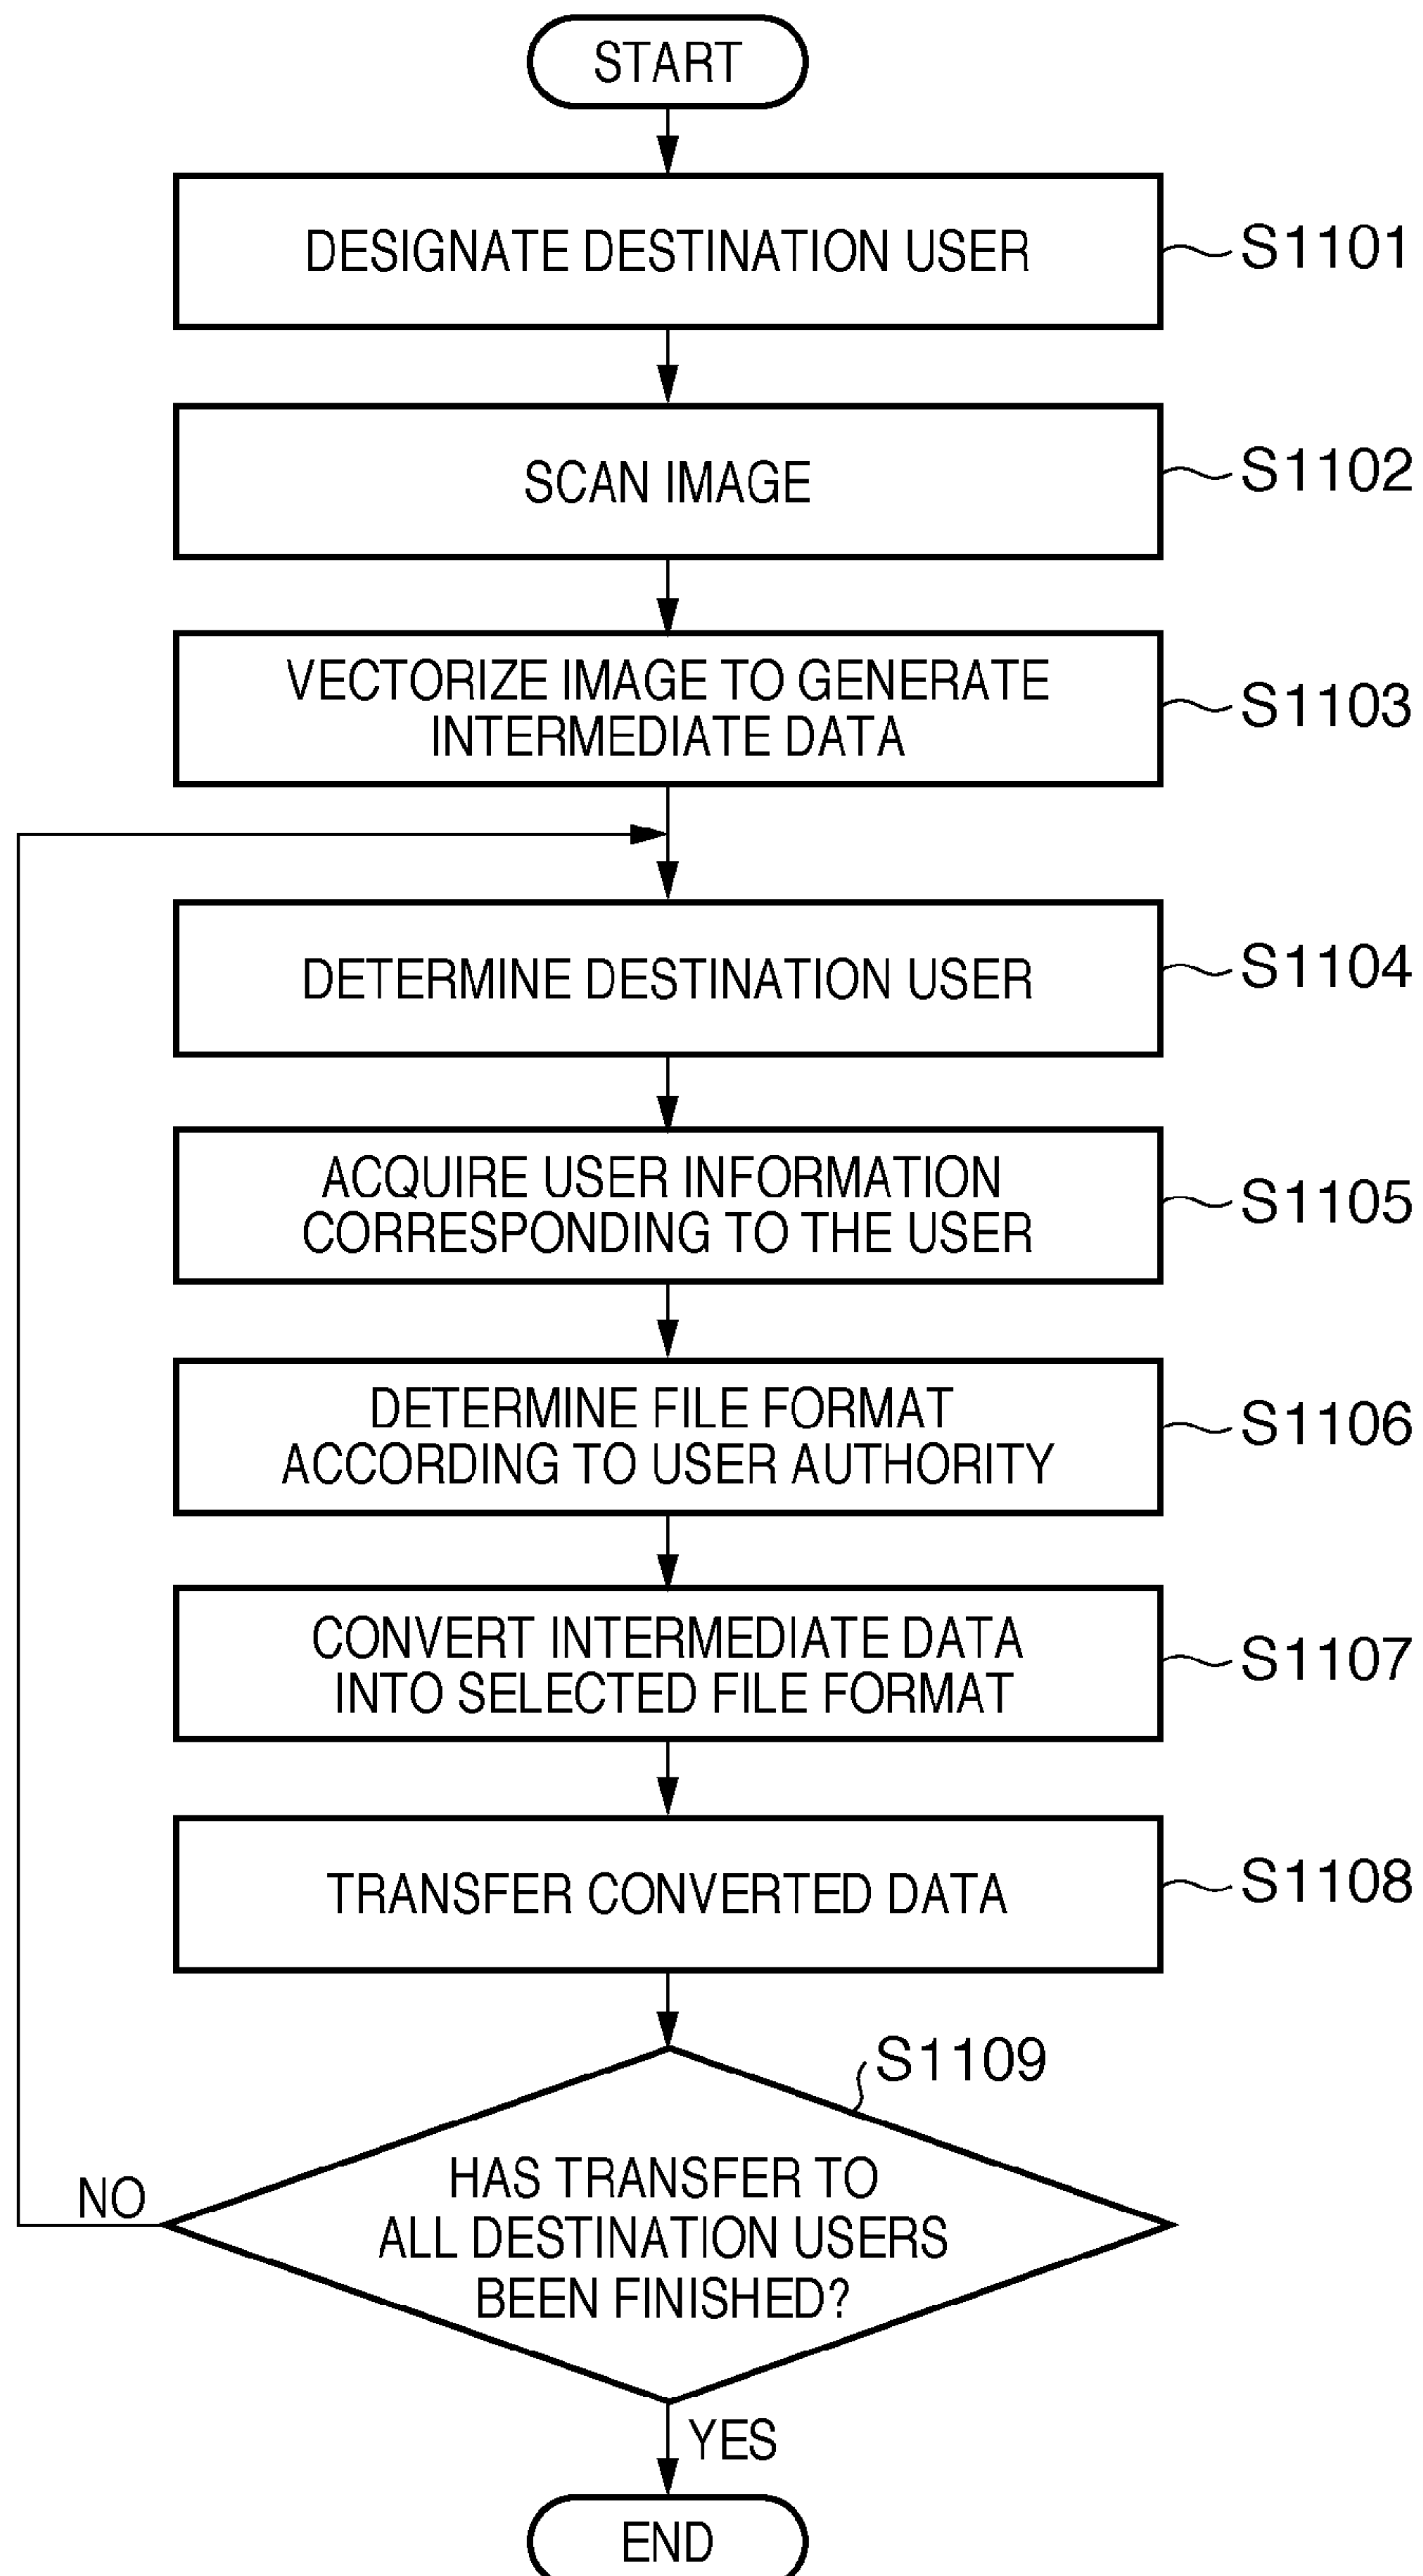 START
DESIGNATE DESTINATION USER
S1101
SCAN IMAGE
S1102
VECTORIZE IMAGE TO GENERATE
INTERMEDIATE DATA
S1103
DETERMINE DESTINATION USER
S1104
ACQUIRE USER INFORMATION
CORRESPONDING TO THE USER
S1105
DETERMINE FILE FORMAT
ACCORDING TO USER AUTHORITY
S1106
CONVERT INTERMEDIATE DATA
INTO SELECTED FILE FORMAT
S1107
TRANSFER CONVERTED DATA
S1108
S1109
HAS TRANSFER TO
ALL DESTINATION USERS
BEEN FINISHED?
NO
YES
END